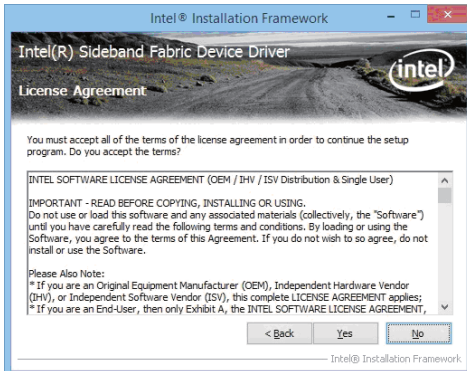 Intel® Installation Framework
Intel(R) Sideband Fabric Device Driver
(intel)
License Agreement
You must accept all of the terms of the license agreement in order to continue the setup
program. Do you accept the terms?
INTEL SOFTWARE LICENSE AGREEMENT (OEM / IHV / ISV Distribution & Single User)
IMPORTANT - READ BEFORE COPYING, INSTALLING OR USING.
Do not use or load this software and any associated materials (collectively, the "Software")
until you have carefully read the following terms and conditions. By loading or using the
Software, you agree to the terms of this Agreement. If you do not wish to so agree, do not
install or use the Software.
Please Also Note:
* If you are an Original Equipment Manufacturer (OEM), Independent Hardware Vendor
(IHV), or Independent Software Vendor (ISV), this complete LICENSE AGREEMENT applies;
* If you are an End-User, then only Exhibit A, the INTEL SOFTWARE LICENSE AGREEMENT,
< Back Yes No
Intel® Installation Framework